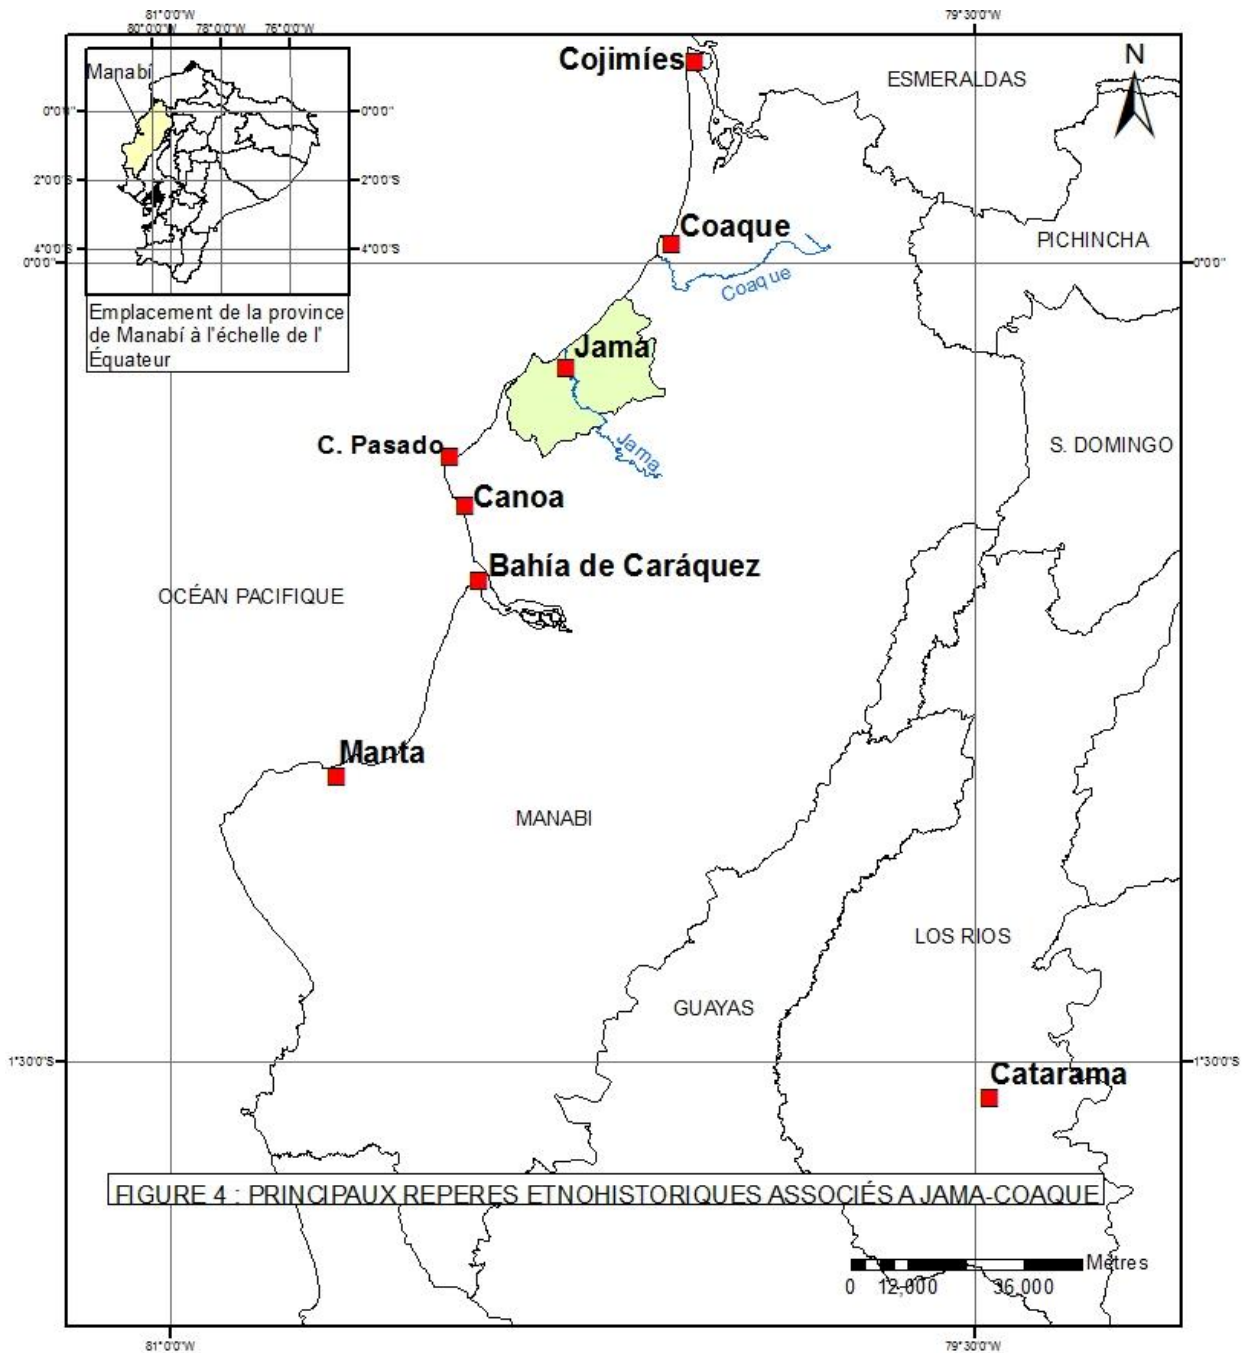 81°0'0"W
79°30'0"W
80°0'0"W
78°0'0"W
76°0'0"W
Manabí
0°0'0"
0°0'0"
2°0'0"S
2°0'0"S
4°0'0"S
4°0'0"S
Emplacement de la province
de Manabí à l'échelle de l'
Équateur
N
Cojimíes
ESMERALDAS
Coaque
PICHINCHA
0°0'0"
0°0'0"
Coaque
Jama
Jama
C. Pasado
S. DOMINGO
Canoa
Bahía de Caráquez
OCÉAN PACIFIQUE
Manta
MANABI
LOS RIOS
GUAYAS
1°30'0"S
1°30'0"S
Catarama
FIGURE 4 : PRINCIPAUX REPERES ETNOHISTORIQUES ASSOCIÉS A JAMA-COAQUE
Métres
0 12,000 36,000
81°0'0"W
79°30'0"W